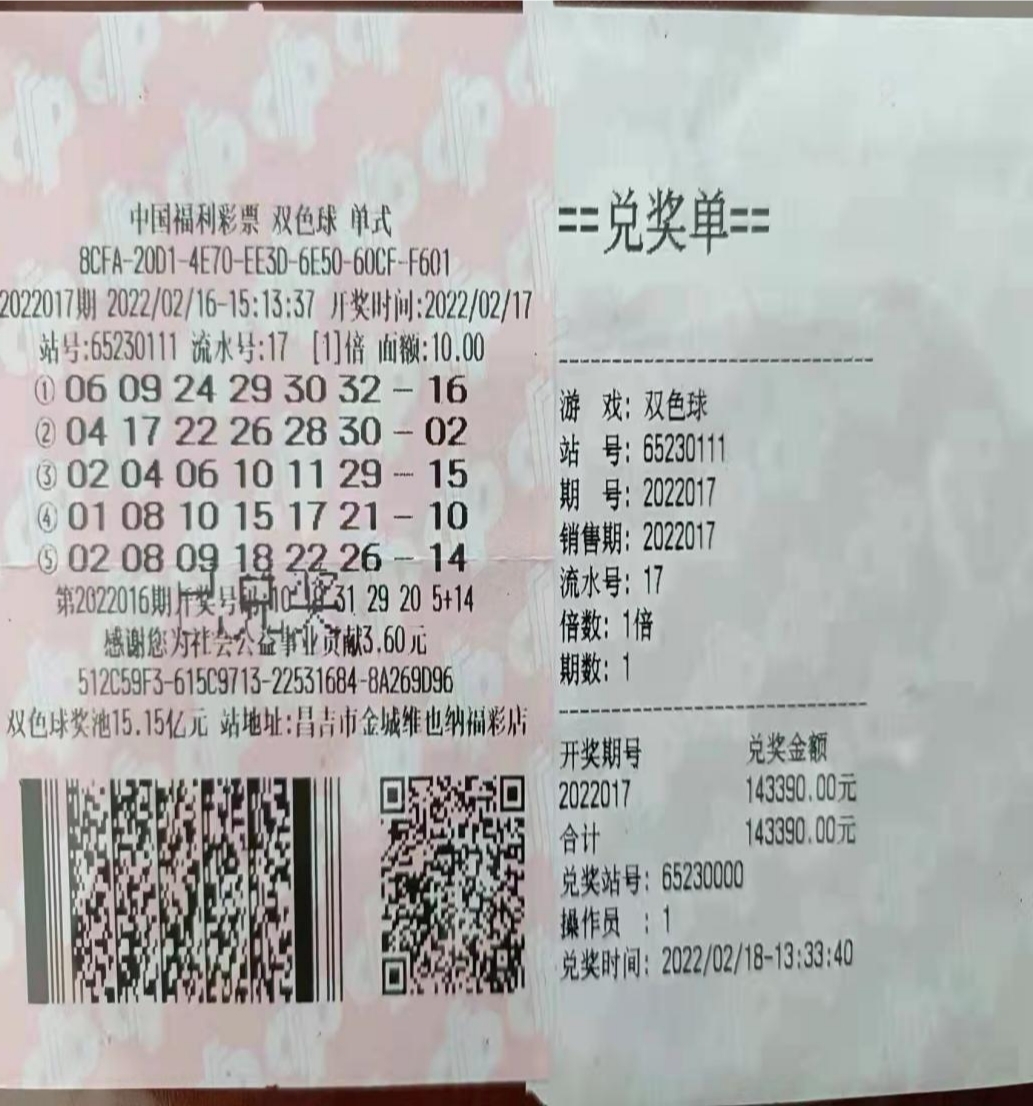 中国福利彩票 双色球 单式
8CFA-20D1-4E70-EE3D-6E50-60CF-F601
2022017期 2022/02/16-15:13:37 开奖时间:2022/02/17
站号:65230111 流水号:17 [1]倍 面额:10.00
① 06 09 24 29 30 32 - 16
② 04 17 22 26 28 30 - 02
③ 02 04 06 10 11 29 - 15
④ 01 08 10 15 17 21 - 10
⑤ 02 08 09 18 22 26 - 14
第2022016期开奖号码:10 31 29 20 5+14
感谢您为社会公益事业贡献3.60元
512C59F3-615C9713-22531684-8A269D96
双色球奖池15.15亿元 站地址:昌吉市金城维也纳福彩店
==兑奖单==
游 戏: 双色球
站 号: 65230111
期 号: 2022017
销售期: 2022017
流水号: 17
倍数: 1倍
期数: 1
开奖期号 兑奖金额
2022017 143390.00元
合计 143390.00元
兑奖站号: 65230000
操作员 : 1
兑奖时间: 2022/02/18-13:33:40